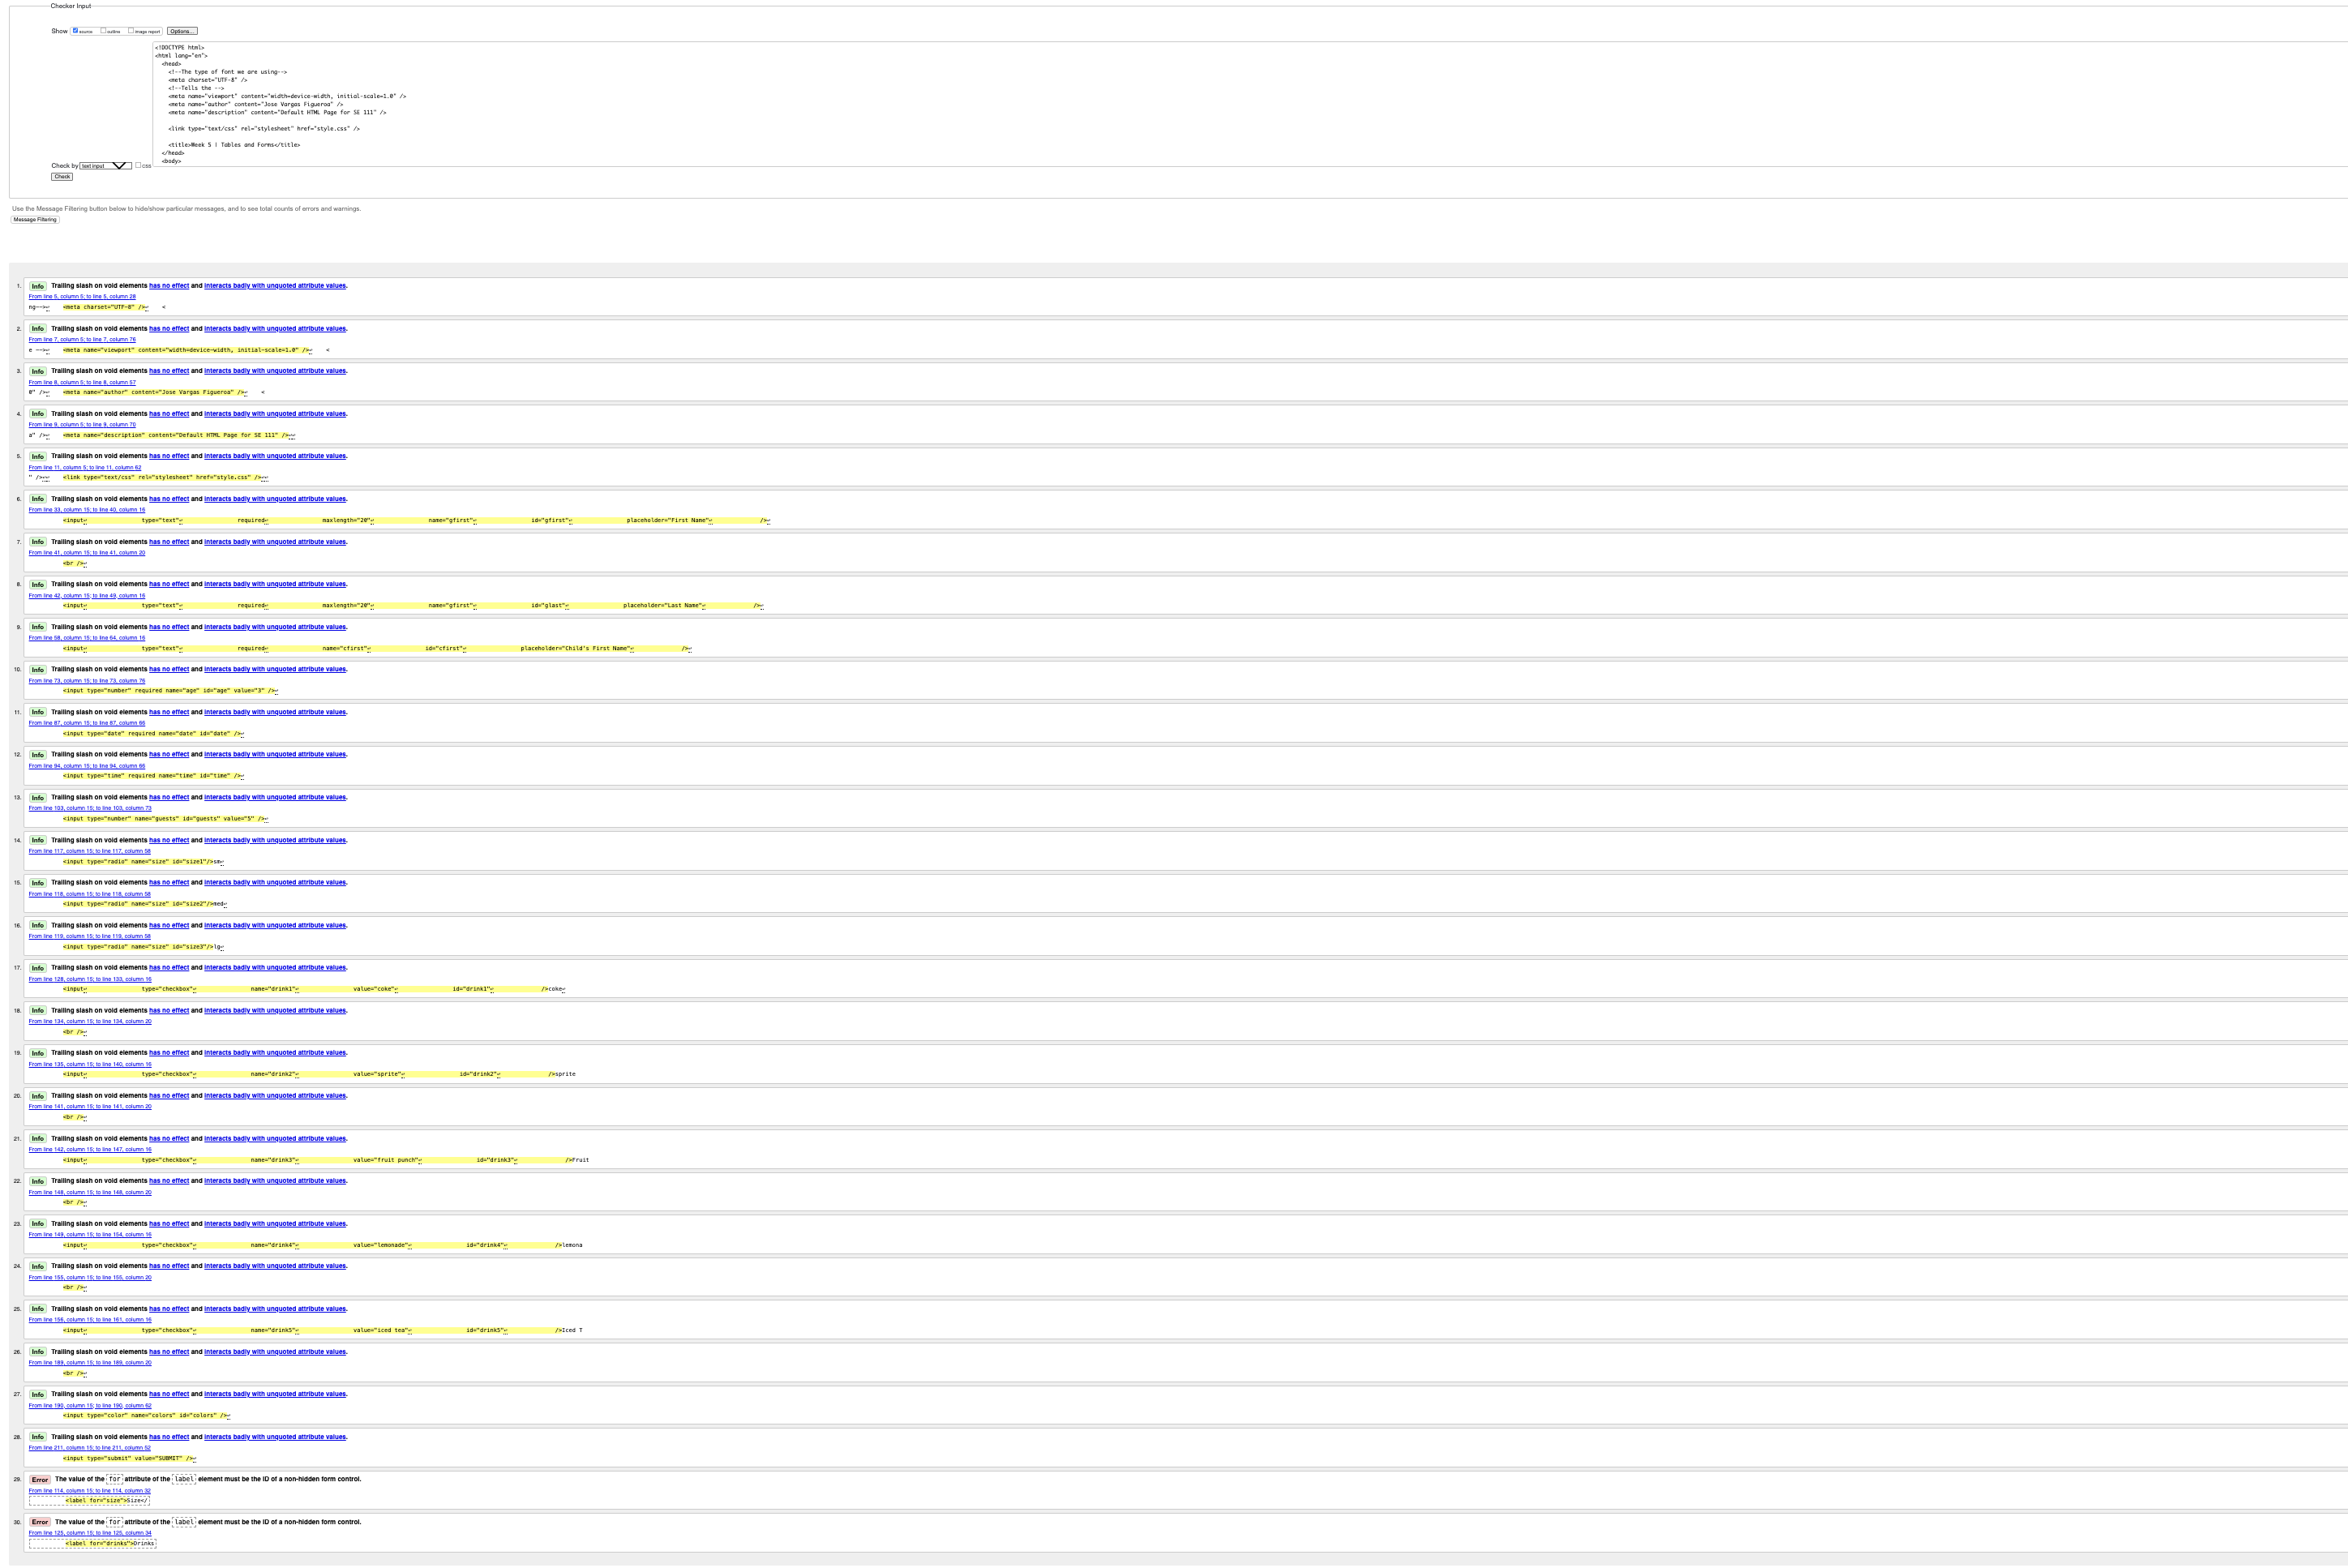 Checker Input
Show source outline image report Options...
<!DOCTYPE html>
<html lang="en">
<head>
<!--The type of font we are using-->
<meta charset="UTF-8" />
<!--Tells the -->
<meta name="viewport" content="width=device-width, initial-scale=1.0" />
<meta name="author" content="Jose Vargas Figueroa" />
<meta name="description" content="Default HTML Page for SE 111" />
<link type="text/css" rel="stylesheet" href="style.css" />
<title>Week 5 | Tables and Forms</title>
</head>
<body>
Check by text input css
Check
Use the Message Filtering button below to hide/show particular messages, and to see total counts of errors and warnings.
Message Filtering
1. Info Trailing slash on void elements has no effect and interacts badly with unquoted attribute values.
From line 5, column 5; to line 5, column 28
ng-->↩ <meta charset="UTF-8" />↩ <
2. Info Trailing slash on void elements has no effect and interacts badly with unquoted attribute values.
From line 7, column 5; to line 7, column 76
e -->↩ <meta name="viewport" content="width=device-width, initial-scale=1.0" />↩ <
3. Info Trailing slash on void elements has no effect and interacts badly with unquoted attribute values.
From line 8, column 5; to line 8, column 57
0" />↩ <meta name="author" content="Jose Vargas Figueroa" />↩ <
4. Info Trailing slash on void elements has no effect and interacts badly with unquoted attribute values.
From line 9, column 5; to line 9, column 70
a" />↩ <meta name="description" content="Default HTML Page for SE 111" />↩↩
5. Info Trailing slash on void elements has no effect and interacts badly with unquoted attribute values.
From line 11, column 5; to line 11, column 62
" />↩↩ <link type="text/css" rel="stylesheet" href="style.css" />↩↩
6. Info Trailing slash on void elements has no effect and interacts badly with unquoted attribute values.
From line 33, column 15; to line 40, column 16
<input↩ type="text"↩ required↩ maxlength="20"↩ name="gfirst"↩ id="gfirst"↩ placeholder="First Name"↩ />↩
7. Info Trailing slash on void elements has no effect and interacts badly with unquoted attribute values.
From line 41, column 15; to line 41, column 20
<br />↩
8. Info Trailing slash on void elements has no effect and interacts badly with unquoted attribute values.
From line 42, column 15; to line 49, column 16
<input↩ type="text"↩ required↩ maxlength="20"↩ name="gfirst"↩ id="glast"↩ placeholder="Last Name"↩ />↩
9. Info Trailing slash on void elements has no effect and interacts badly with unquoted attribute values.
From line 58, column 15; to line 64, column 16
<input↩ type="text"↩ required↩ name="cfirst"↩ id="cfirst"↩ placeholder="Child's First Name"↩ />↩
10. Info Trailing slash on void elements has no effect and interacts badly with unquoted attribute values.
From line 73, column 15; to line 73, column 76
<input type="number" required name="age" id="age" value="3" />↩
11. Info Trailing slash on void elements has no effect and interacts badly with unquoted attribute values.
From line 87, column 15; to line 87, column 66
<input type="date" required name="date" id="date" />↩
12. Info Trailing slash on void elements has no effect and interacts badly with unquoted attribute values.
From line 94, column 15; to line 94, column 66
<input type="time" required name="time" id="time" />↩
13. Info Trailing slash on void elements has no effect and interacts badly with unquoted attribute values.
From line 103, column 15; to line 103, column 73
<input type="number" name="guests" id="guests" value="5" />↩
14. Info Trailing slash on void elements has no effect and interacts badly with unquoted attribute values.
From line 117, column 15; to line 117, column 58
<input type="radio" name="size" id="size1"/>sm↩
15. Info Trailing slash on void elements has no effect and interacts badly with unquoted attribute values.
From line 118, column 15; to line 118, column 58
<input type="radio" name="size" id="size2"/>med↩
16. Info Trailing slash on void elements has no effect and interacts badly with unquoted attribute values.
From line 119, column 15; to line 119, column 58
<input type="radio" name="size" id="size3"/>lg↩
17. Info Trailing slash on void elements has no effect and interacts badly with unquoted attribute values.
From line 128, column 15; to line 133, column 16
<input↩ type="checkbox"↩ name="drink1"↩ value="coke"↩ id="drink1"↩ />coke↩
18. Info Trailing slash on void elements has no effect and interacts badly with unquoted attribute values.
From line 134, column 15; to line 134, column 20
<br />↩
19. Info Trailing slash on void elements has no effect and interacts badly with unquoted attribute values.
From line 135, column 15; to line 140, column 16
<input↩ type="checkbox"↩ name="drink2"↩ value="sprite"↩ id="drink2"↩ />sprite
20. Info Trailing slash on void elements has no effect and interacts badly with unquoted attribute values.
From line 141, column 15; to line 141, column 20
<br />↩
21. Info Trailing slash on void elements has no effect and interacts badly with unquoted attribute values.
From line 142, column 15; to line 147, column 16
<input↩ type="checkbox"↩ name="drink3"↩ value="fruit punch"↩ id="drink3"↩ />Fruit
22. Info Trailing slash on void elements has no effect and interacts badly with unquoted attribute values.
From line 148, column 15; to line 148, column 20
<br />↩
23. Info Trailing slash on void elements has no effect and interacts badly with unquoted attribute values.
From line 149, column 15; to line 154, column 16
<input↩ type="checkbox"↩ name="drink4"↩ value="lemonade"↩ id="drink4"↩ />lemona
24. Info Trailing slash on void elements has no effect and interacts badly with unquoted attribute values.
From line 155, column 15; to line 155, column 20
<br />↩
25. Info Trailing slash on void elements has no effect and interacts badly with unquoted attribute values.
From line 156, column 15; to line 161, column 16
<input↩ type="checkbox"↩ name="drink5"↩ value="iced tea"↩ id="drink5"↩ />Iced T
26. Info Trailing slash on void elements has no effect and interacts badly with unquoted attribute values.
From line 189, column 15; to line 189, column 20
<br />↩
27. Info Trailing slash on void elements has no effect and interacts badly with unquoted attribute values.
From line 190, column 15; to line 190, column 62
<input type="color" name="colors" id="colors" />↩
28. Info Trailing slash on void elements has no effect and interacts badly with unquoted attribute values.
From line 211, column 15; to line 211, column 52
<input type="submit" value="SUBMIT" />↩
29. Error The value of the for attribute of the label element must be the ID of a non-hidden form control.
From line 114, column 15; to line 114, column 32
<label for="size">Size</
30. Error The value of the for attribute of the label element must be the ID of a non-hidden form control.
From line 125, column 15; to line 125, column 34
<label for="drinks">Drinks